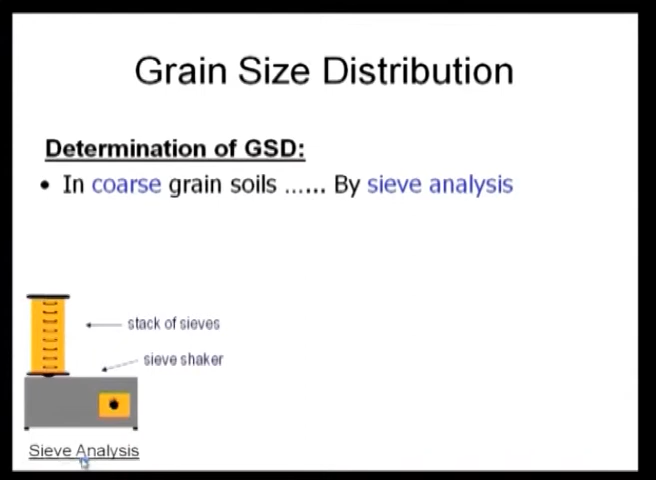 Grain Size Distribution
Determination of GSD:
• In coarse grain soils ...... By sieve analysis
stack of sieves
sieve shaker
Sieve Analysis